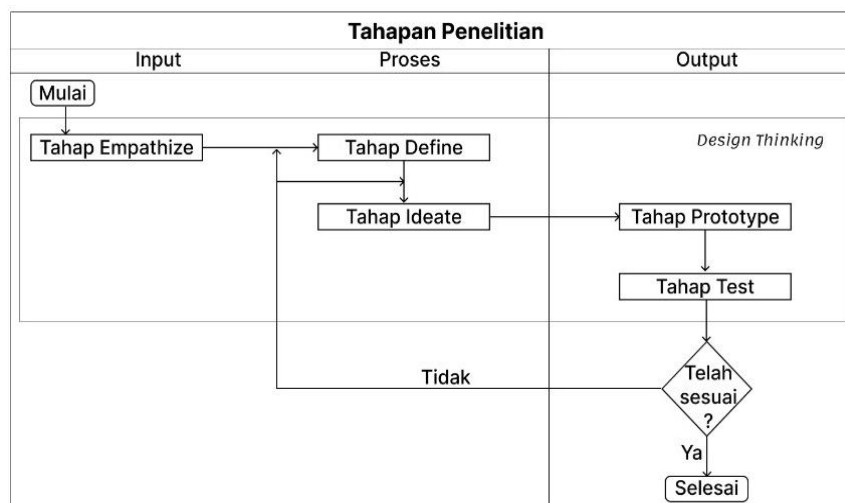 Tahapan Penelitian
Input
Proses
Output
Mulai
Tahap Empathize
Tahap Define
Design Thinking
Tahap Ideate
Tahap Prototype
Tahap Test
Tidak
Telah
sesuai
?
Ya
Selesai